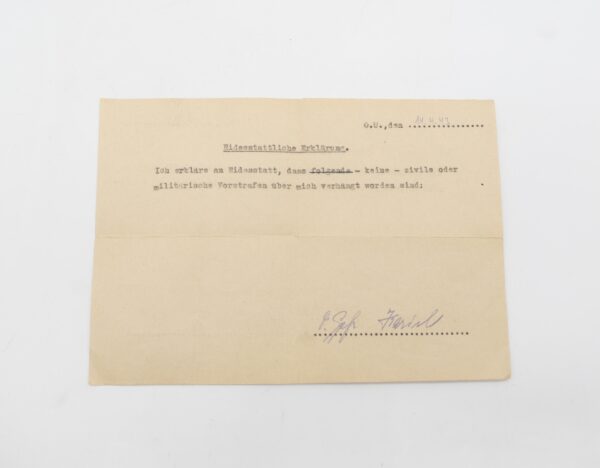 O.U.,den ................
Eidesstattliche Erklärung.
Ich erkläre an Eidesstatt, dass folgende - keine - zivile oder
militärische Vorstrafen über mich verhängt worden sind: